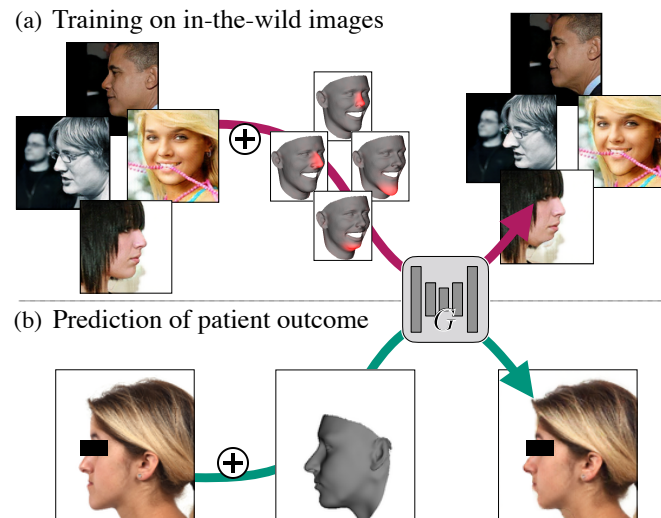 (a) Training on in-the-wild images
G
(b) Prediction of patient outcome